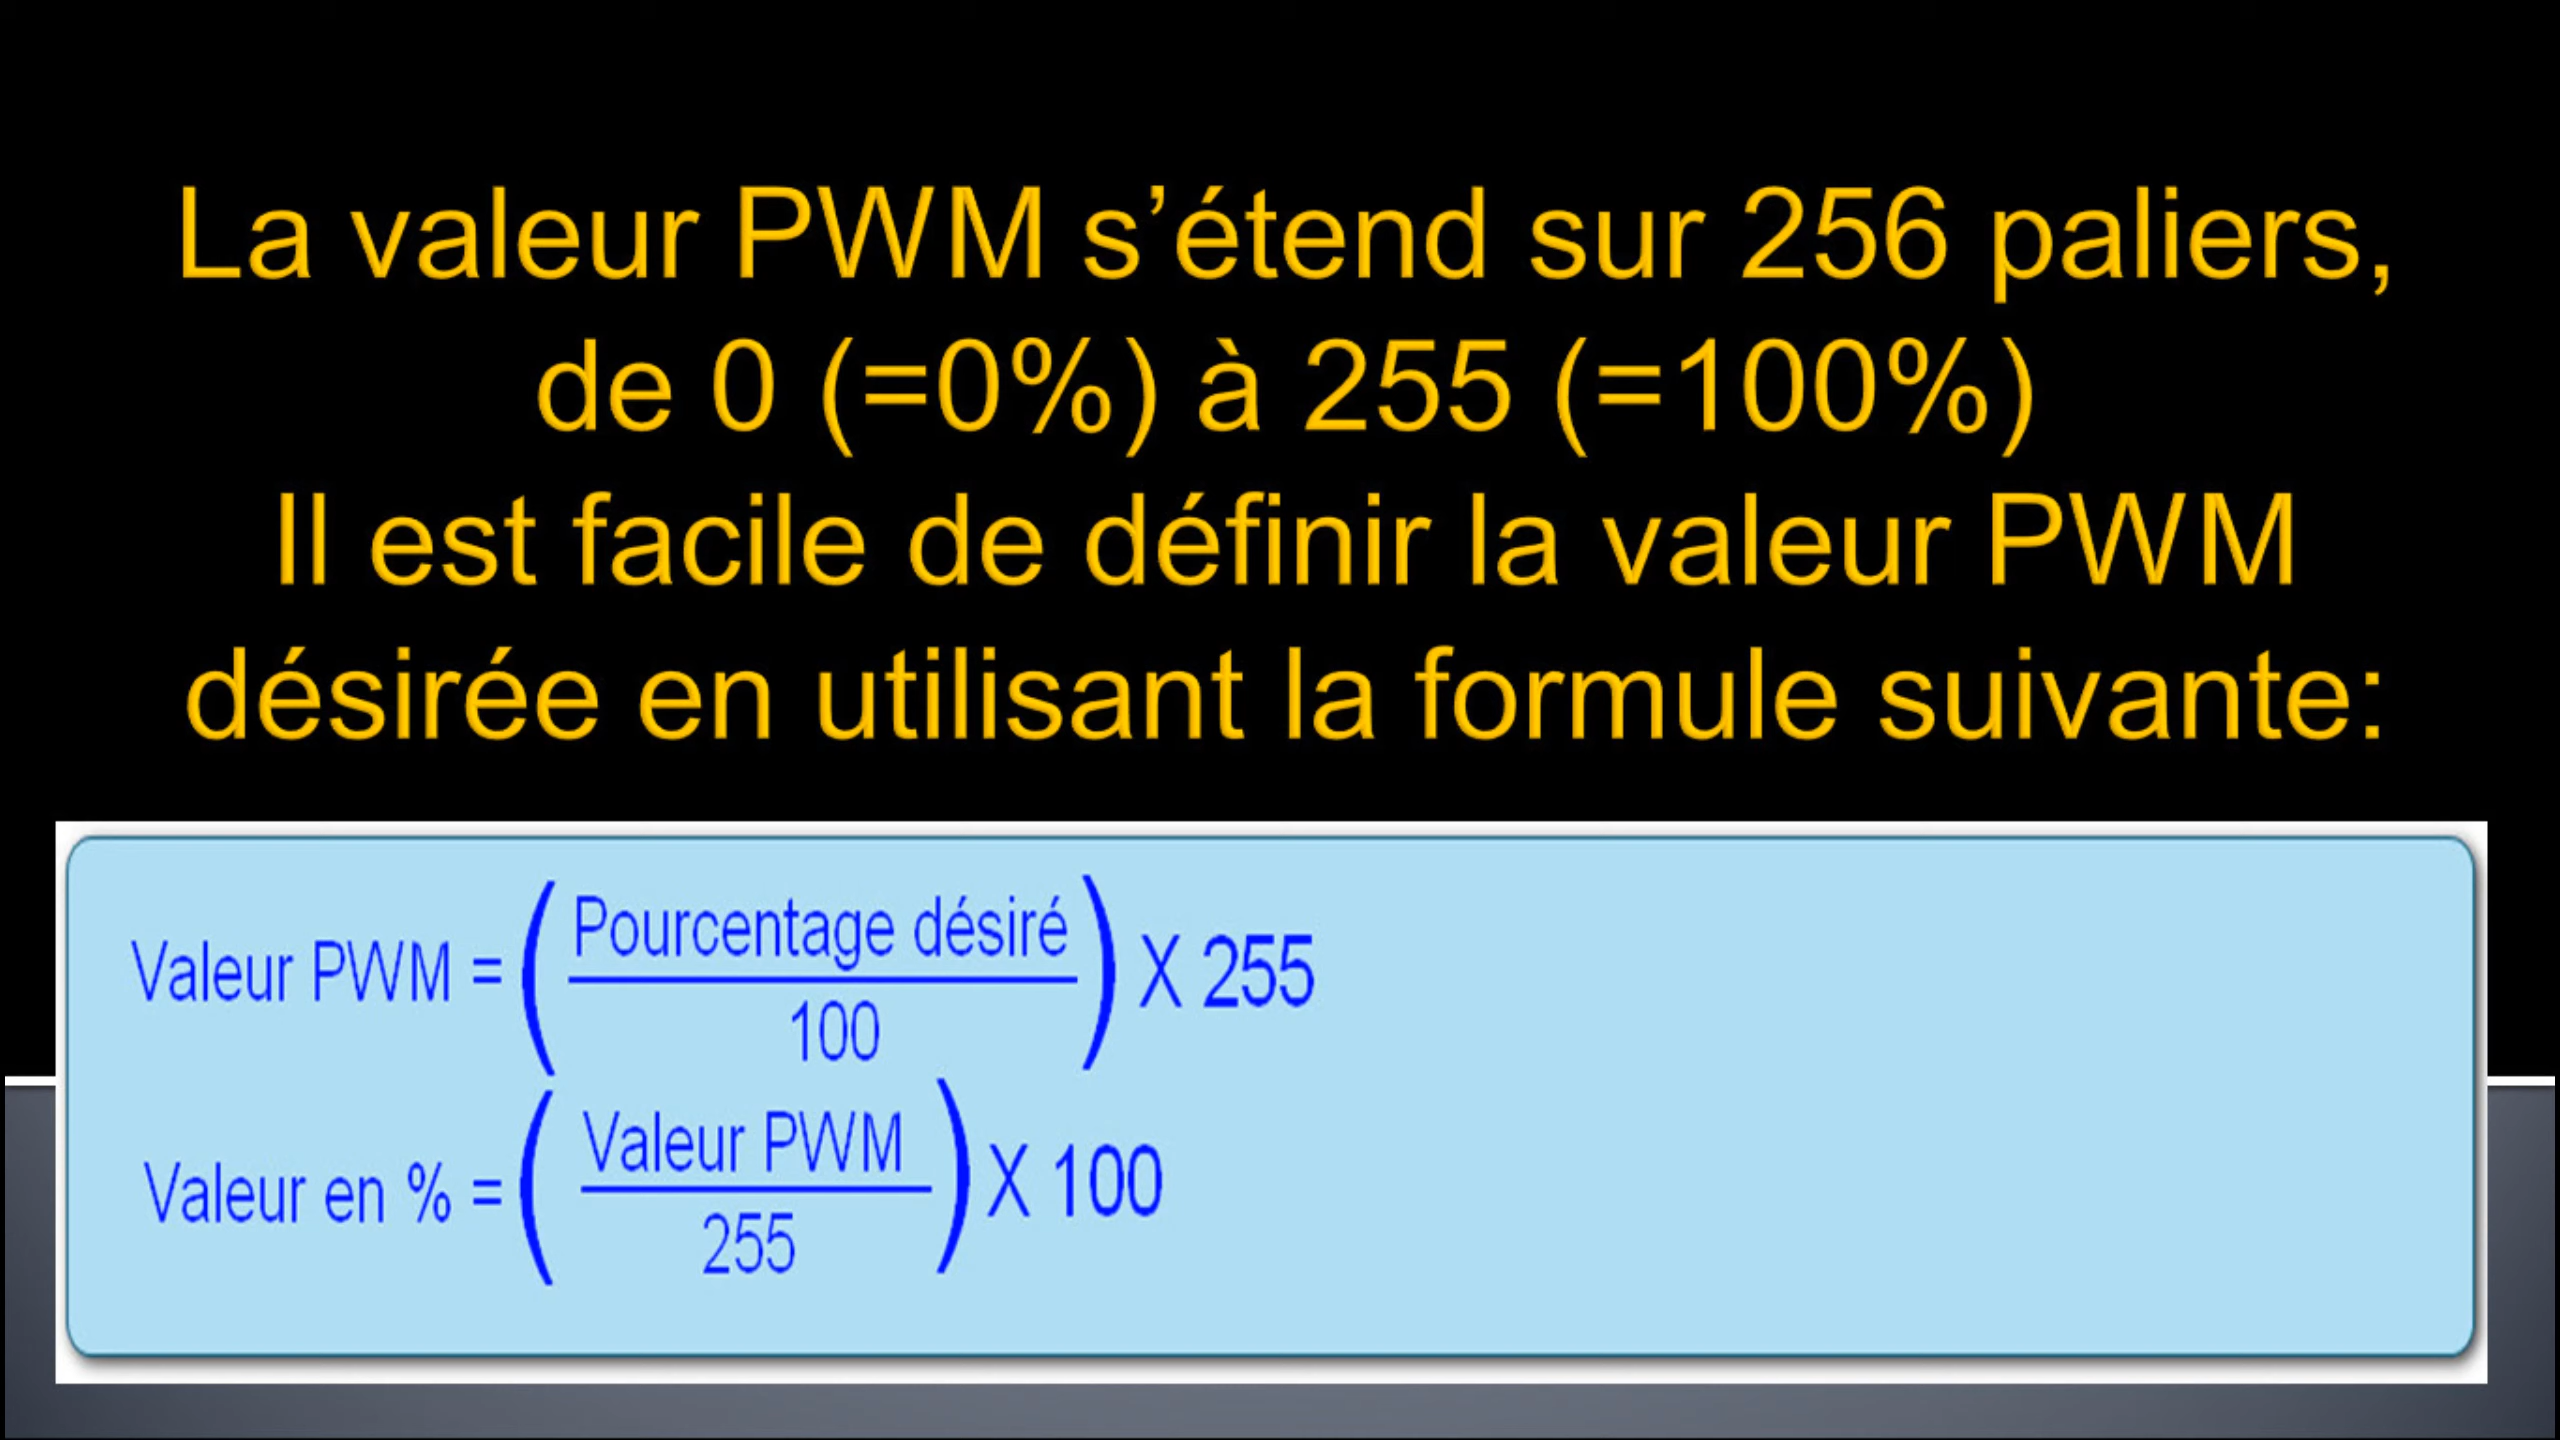 La valeur PWM s’étend sur 256 paliers,
de 0 (=0%) à 255 (=100%)
Il est facile de définir la valeur PWM
désirée en utilisant la formule suivante:
Valeur PWM = (Pourcentage désiré / 100) X 255
Valeur en % = (Valeur PWM / 255) X 100